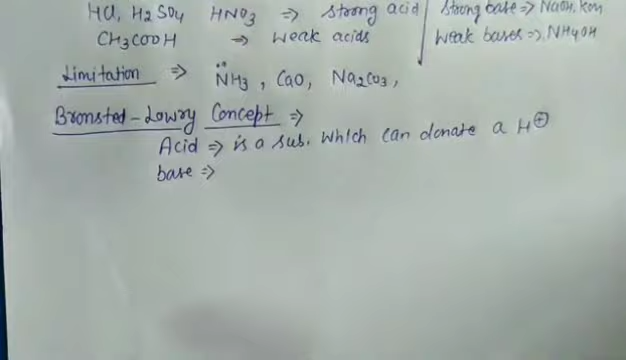 HCl, H2SO4 HNO3 => strong acid | strong base => NaOH, KOH
CH3COOH => weak acids | weak bases => NH4OH
Limitation => N̈H3, CaO, Na2CO3,
Bronsted-Lowry Concept =>
Acid => is a sub. which can donate a H⊕
base =>